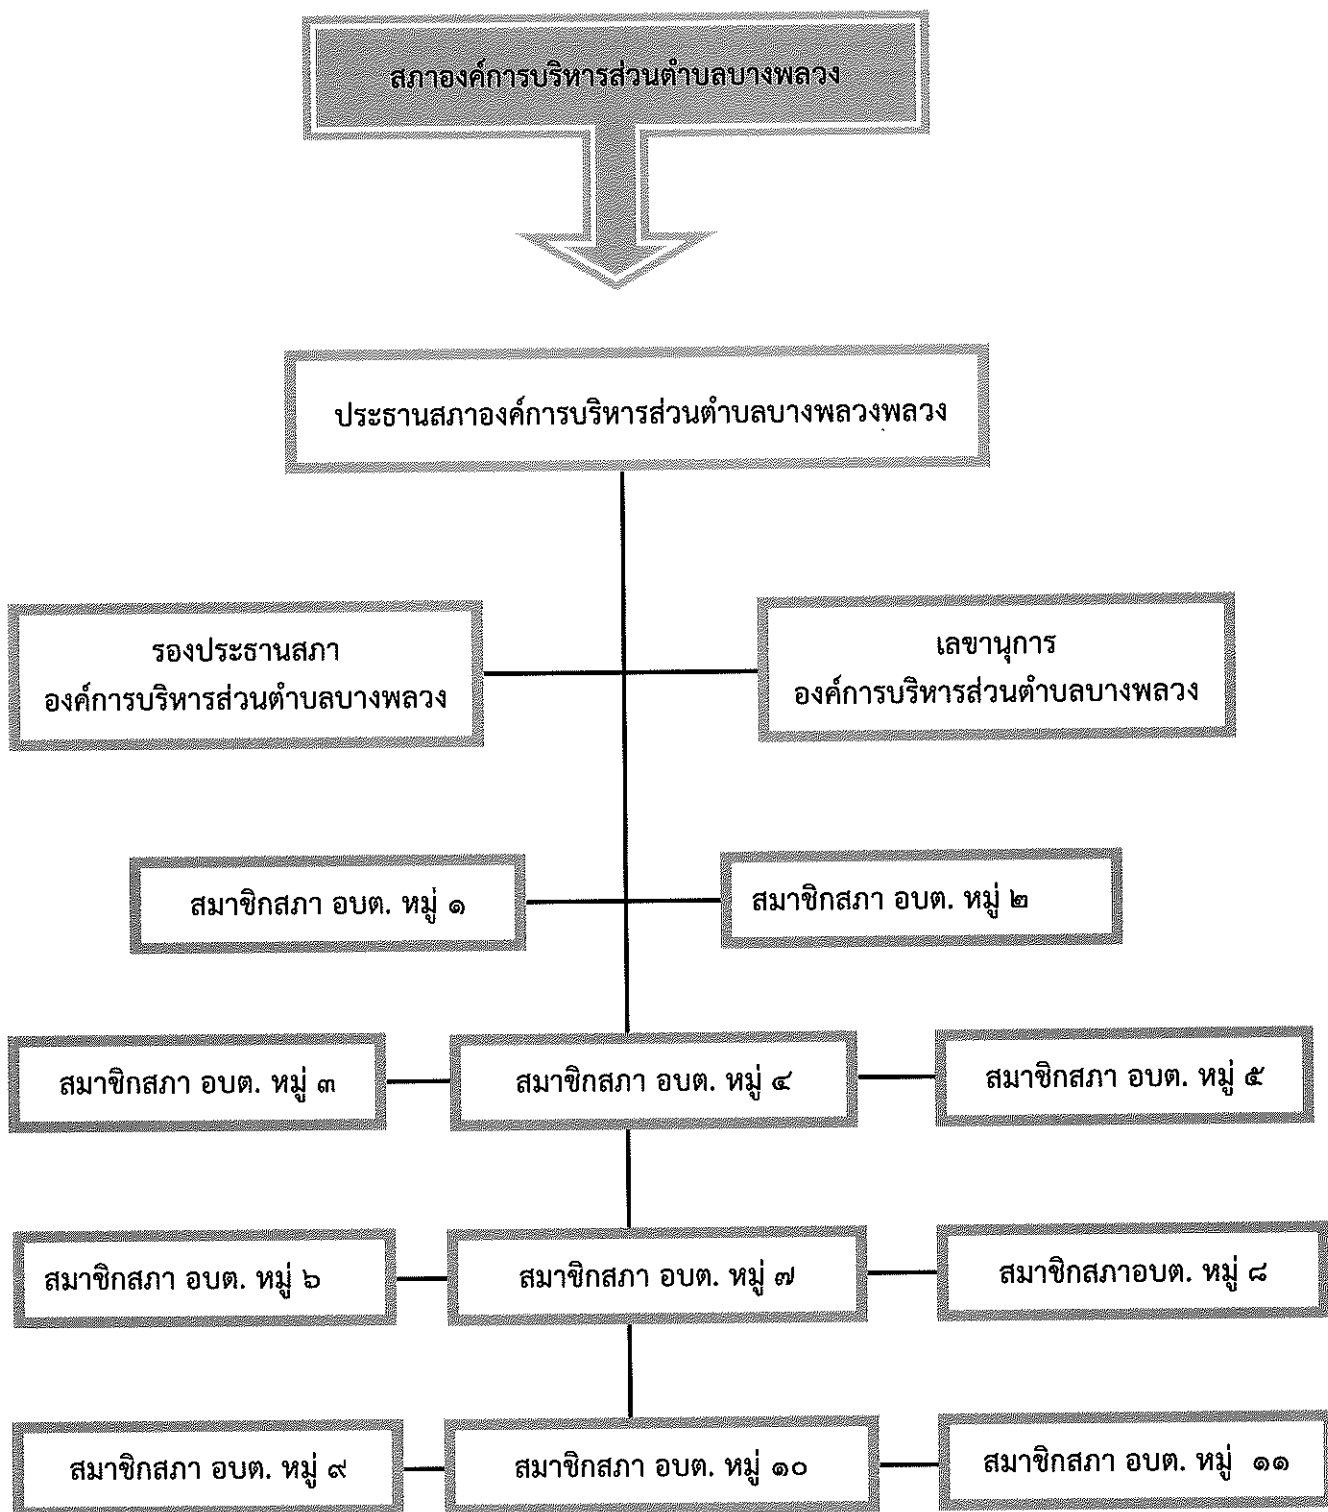 สภาองค์การบริหารส่วนตำบลบางพลวง
ประธานสภาองค์การบริหารส่วนตำบลบางพลวงพลวง
รองประธานสภา
องค์การบริหารส่วนตำบลบางพลวง
เลขานุการ
องค์การบริหารส่วนตำบลบางพลวง
สมาชิกสภา อบต. หมู่ ๑
สมาชิกสภา อบต. หมู่ ๒
สมาชิกสภา อบต. หมู่ ๓
สมาชิกสภา อบต. หมู่ ๔
สมาชิกสภา อบต. หมู่ ๕
สมาชิกสภา อบต. หมู่ ๖
สมาชิกสภา อบต. หมู่ ๗
สมาชิกสภาอบต. หมู่ ๘
สมาชิกสภา อบต. หมู่ ๙
สมาชิกสภา อบต. หมู่ ๑๐
สมาชิกสภา อบต. หมู่ ๑๑